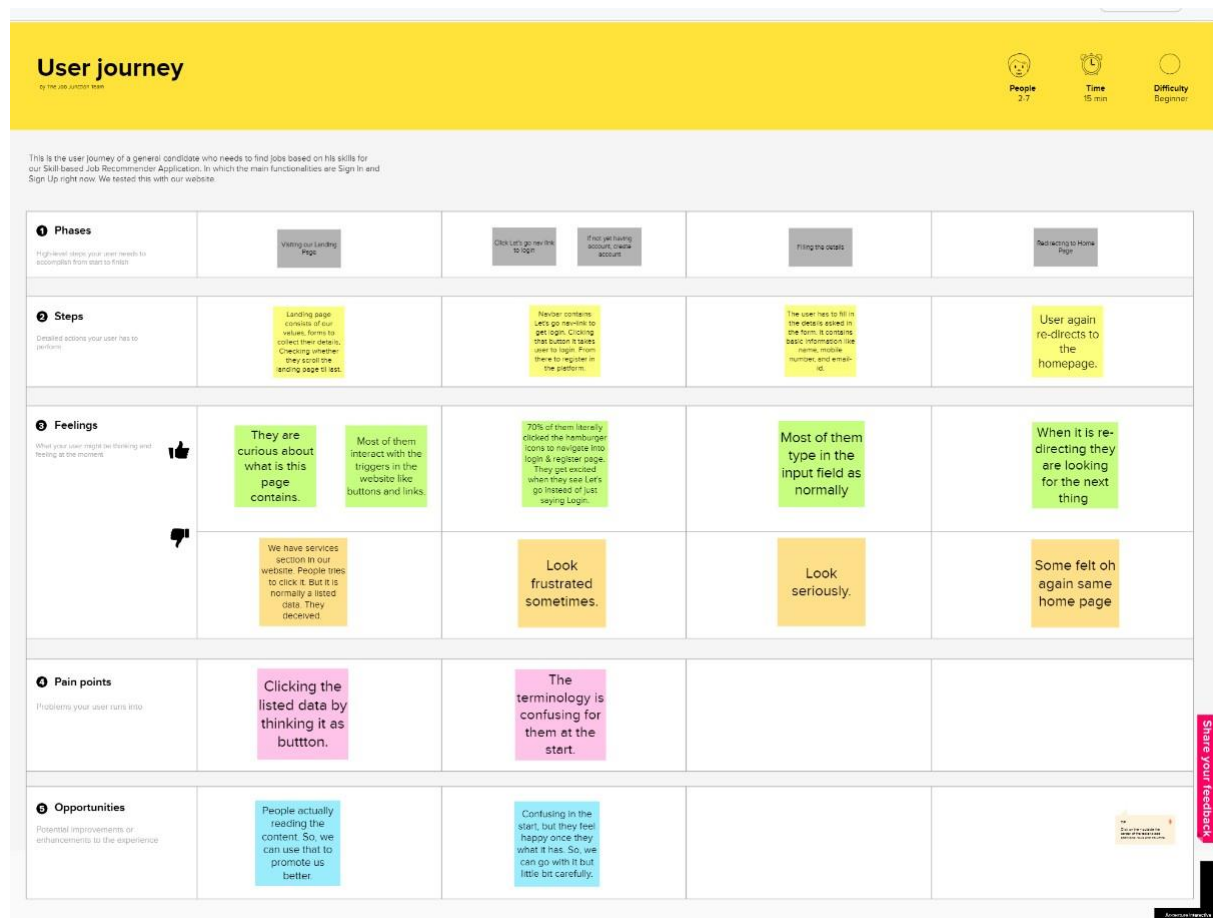 User journey
by The Job Junction Team
People
2-7
Time
15 min
Difficulty
Beginner
This is the user journey of a general candidate who needs to find jobs based on his skills for
our Skill-based Job Recommender Application. In which the main functionalities are Sign In and
Sign Up right now. We tested this with our website.
1 Phases
High-level steps your user needs to
accomplish from start to finish
Visiting our Landing
Page
Click Let's go nav-link
to login
If not yet having
account, create
account
Filling the details
Redirecting to Home
Page
2 Steps
Detailed actions your user has to
perform
Landing page
consists of our
values, forms to
collect their details.
Checking whether
they scroll the
landing page til last.
Navbar contains
Let's go nav-link to
get login. Clicking
that button it takes
user to login. From
there to register in
the platform.
The user has to fill in
the details asked in
the form. It contains
basic information like
name, mobile
number, and email-
id.
User again
re-directs to
the
homepage.
3 Feelings
What your user might be thinking and
feeling at the moment
They are
curious about
what is this
page
contains.
Most of them
interact with the
triggers in the
website like
buttons and links.
70% of them literally
clicked the hamburger
icons to navigate into
login & register page.
They get excited
when they see Let's
go instead of just
saying Login.
Most of them
type in the
input field as
normally
When it is re-
directing they
are looking
for the next
thing
We have services
section in our
website. People tries
to click it. But it is
normally a listed
data. They
deceived.
Look
frustrated
sometimes.
Look
seriously.
Some felt oh
again same
home page
4 Pain points
Problems your user runs into
Clicking the
listed data by
thinking it as
buttton.
The
terminology is
confusing for
them at the
start.
5 Opportunities
Potential improvements or
enhancements to the experience
People actually
reading the
content. So, we
can use that to
promote us
better.
Confusing in the
start, but they feel
happy once they
what it has. So, we
can go with it but
little bit carefully.
Share your feedback